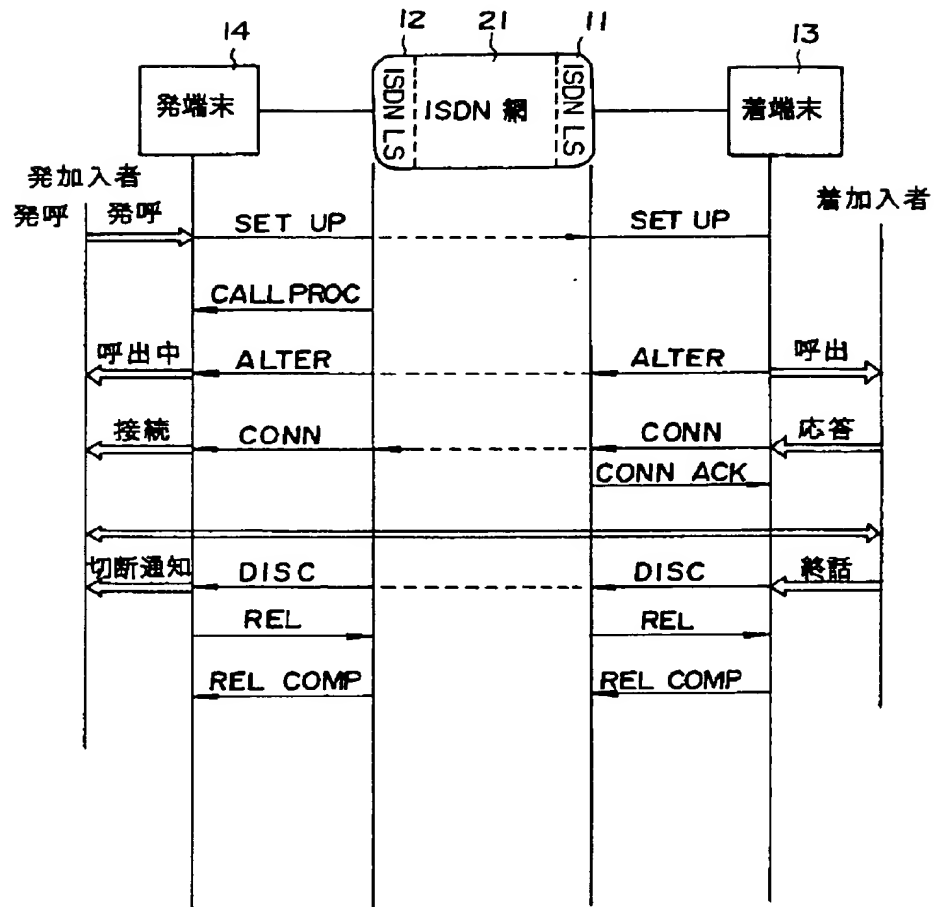 14
12
21
11
13
発端末
ISDN LS
ISDN 網
ISDN LS
着端末
発加入者
着加入者
発呼
発呼
SET UP
SET UP
CALL PROC
呼出中
ALTER
ALTER
呼出
接続
CONN
CONN
応答
CONN ACK
切断通知
DISC
DISC
終話
REL
REL
REL COMP
REL COMP